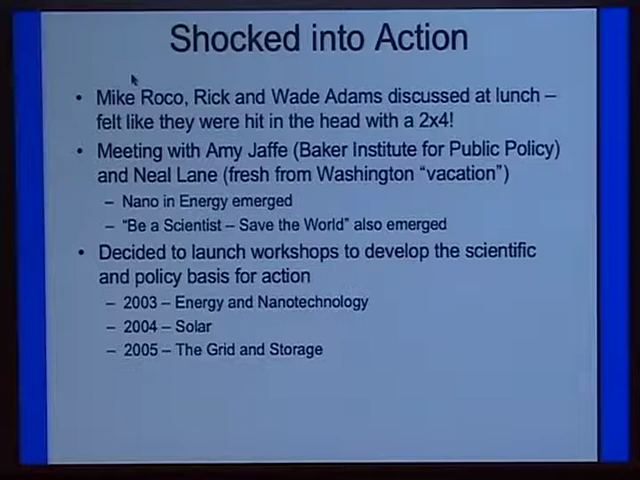 Shocked into Action
• Mike Roco, Rick and Wade Adams discussed at lunch –
felt like they were hit in the head with a 2x4!
• Meeting with Amy Jaffe (Baker Institute for Public Policy)
and Neal Lane (fresh from Washington “vacation”)
– Nano in Energy emerged
– “Be a Scientist – Save the World” also emerged
• Decided to launch workshops to develop the scientific
and policy basis for action
– 2003 – Energy and Nanotechnology
– 2004 – Solar
– 2005 – The Grid and Storage